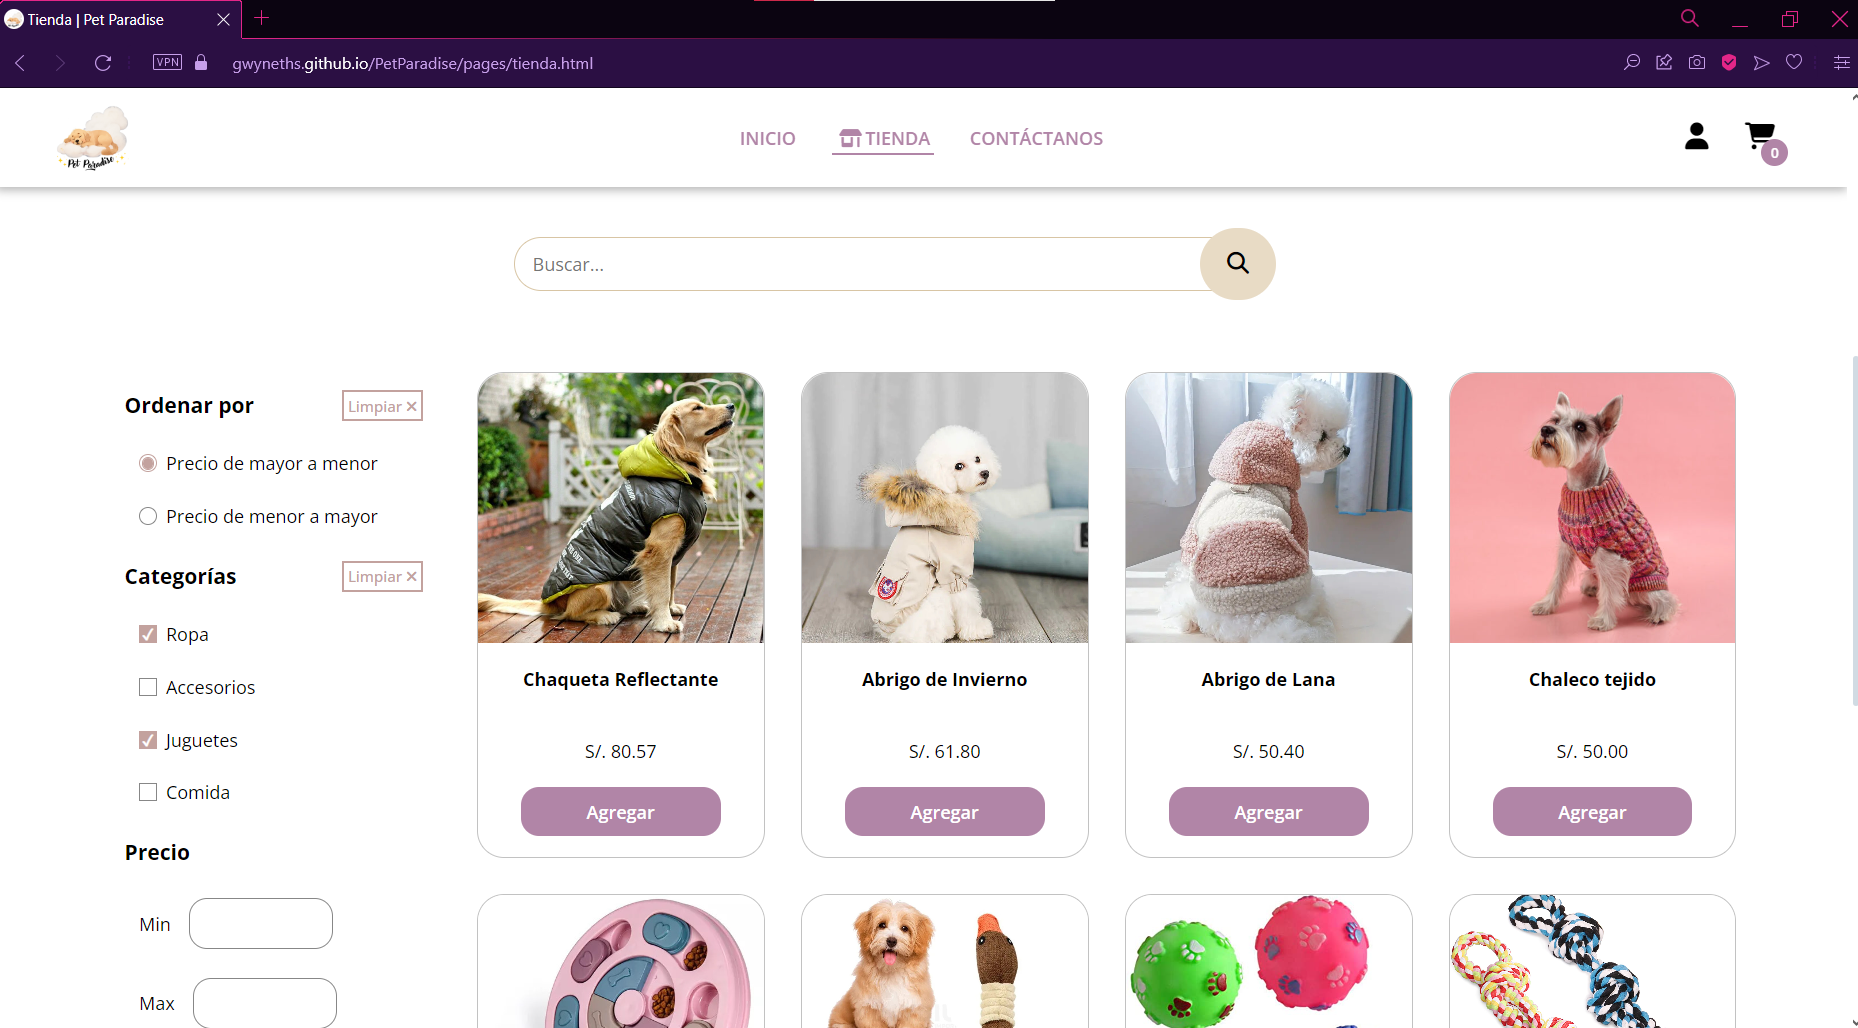 Tienda | Pet Paradise
VPN
gwyneths.github.io/PetParadise/pages/tienda.html
Pet Paradise
INICIO
TIENDA
CONTÁCTANOS
0
Buscar...
Ordenar por
Limpiar ×
Precio de mayor a menor
Precio de menor a mayor
Categorías
Limpiar ×
Ropa
Accesorios
Juguetes
Comida
Precio
Min
Max
Chaqueta Reflectante
S/. 80.57
Agregar
Abrigo de Invierno
S/. 61.80
Agregar
Abrigo de Lana
S/. 50.40
Agregar
Chaleco tejido
S/. 50.00
Agregar